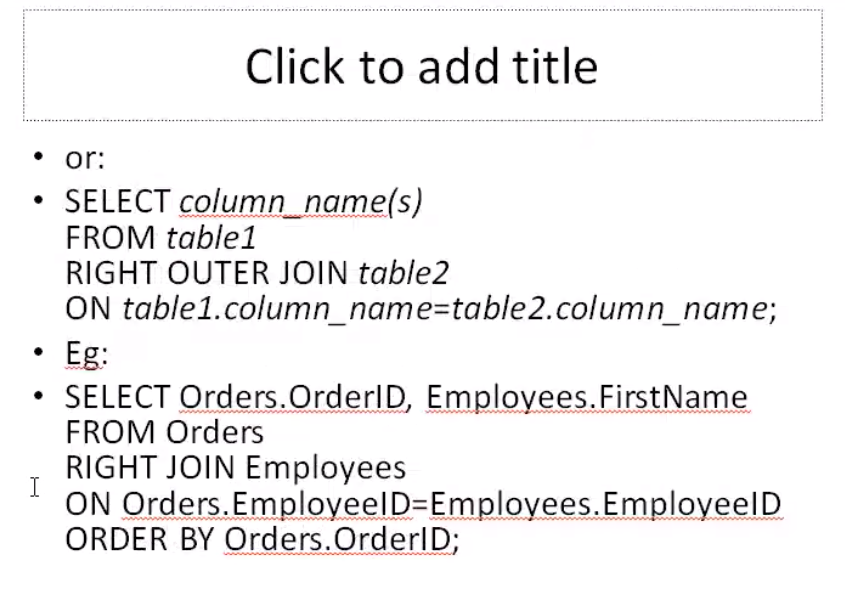 Click to add title
• or:
• SELECT column_name(s)
FROM table1
RIGHT OUTER JOIN table2
ON table1.column_name=table2.column_name;
• Eg:
• SELECT Orders.OrderID, Employees.FirstName
FROM Orders
RIGHT JOIN Employees
ON Orders.EmployeeID=Employees.EmployeeID
ORDER BY Orders.OrderID;